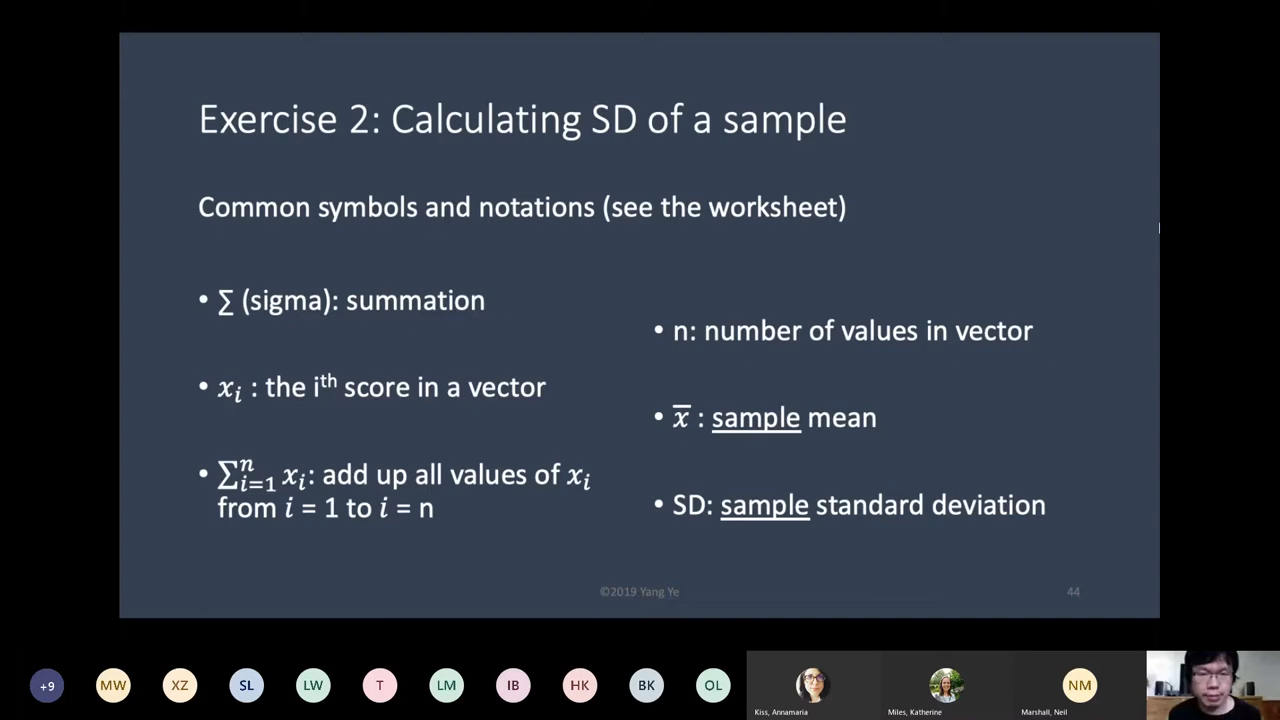 Exercise 2: Calculating SD of a sample
Common symbols and notations (see the worksheet)
• ∑ (sigma): summation
• xᵢ : the iᵗʰ score in a vector
• ∑ⁿᵢ₌₁ xᵢ: add up all values of xᵢ
from i = 1 to i = n
• n: number of values in vector
• x̅ : sample mean
• SD: sample standard deviation
©2019 Yang Ye
44
+9
MW
XZ
SL
LW
T
LM
IB
HK
BK
OL
Kiss, Annamaria
Miles, Katherine
NM
Marshall, Neil